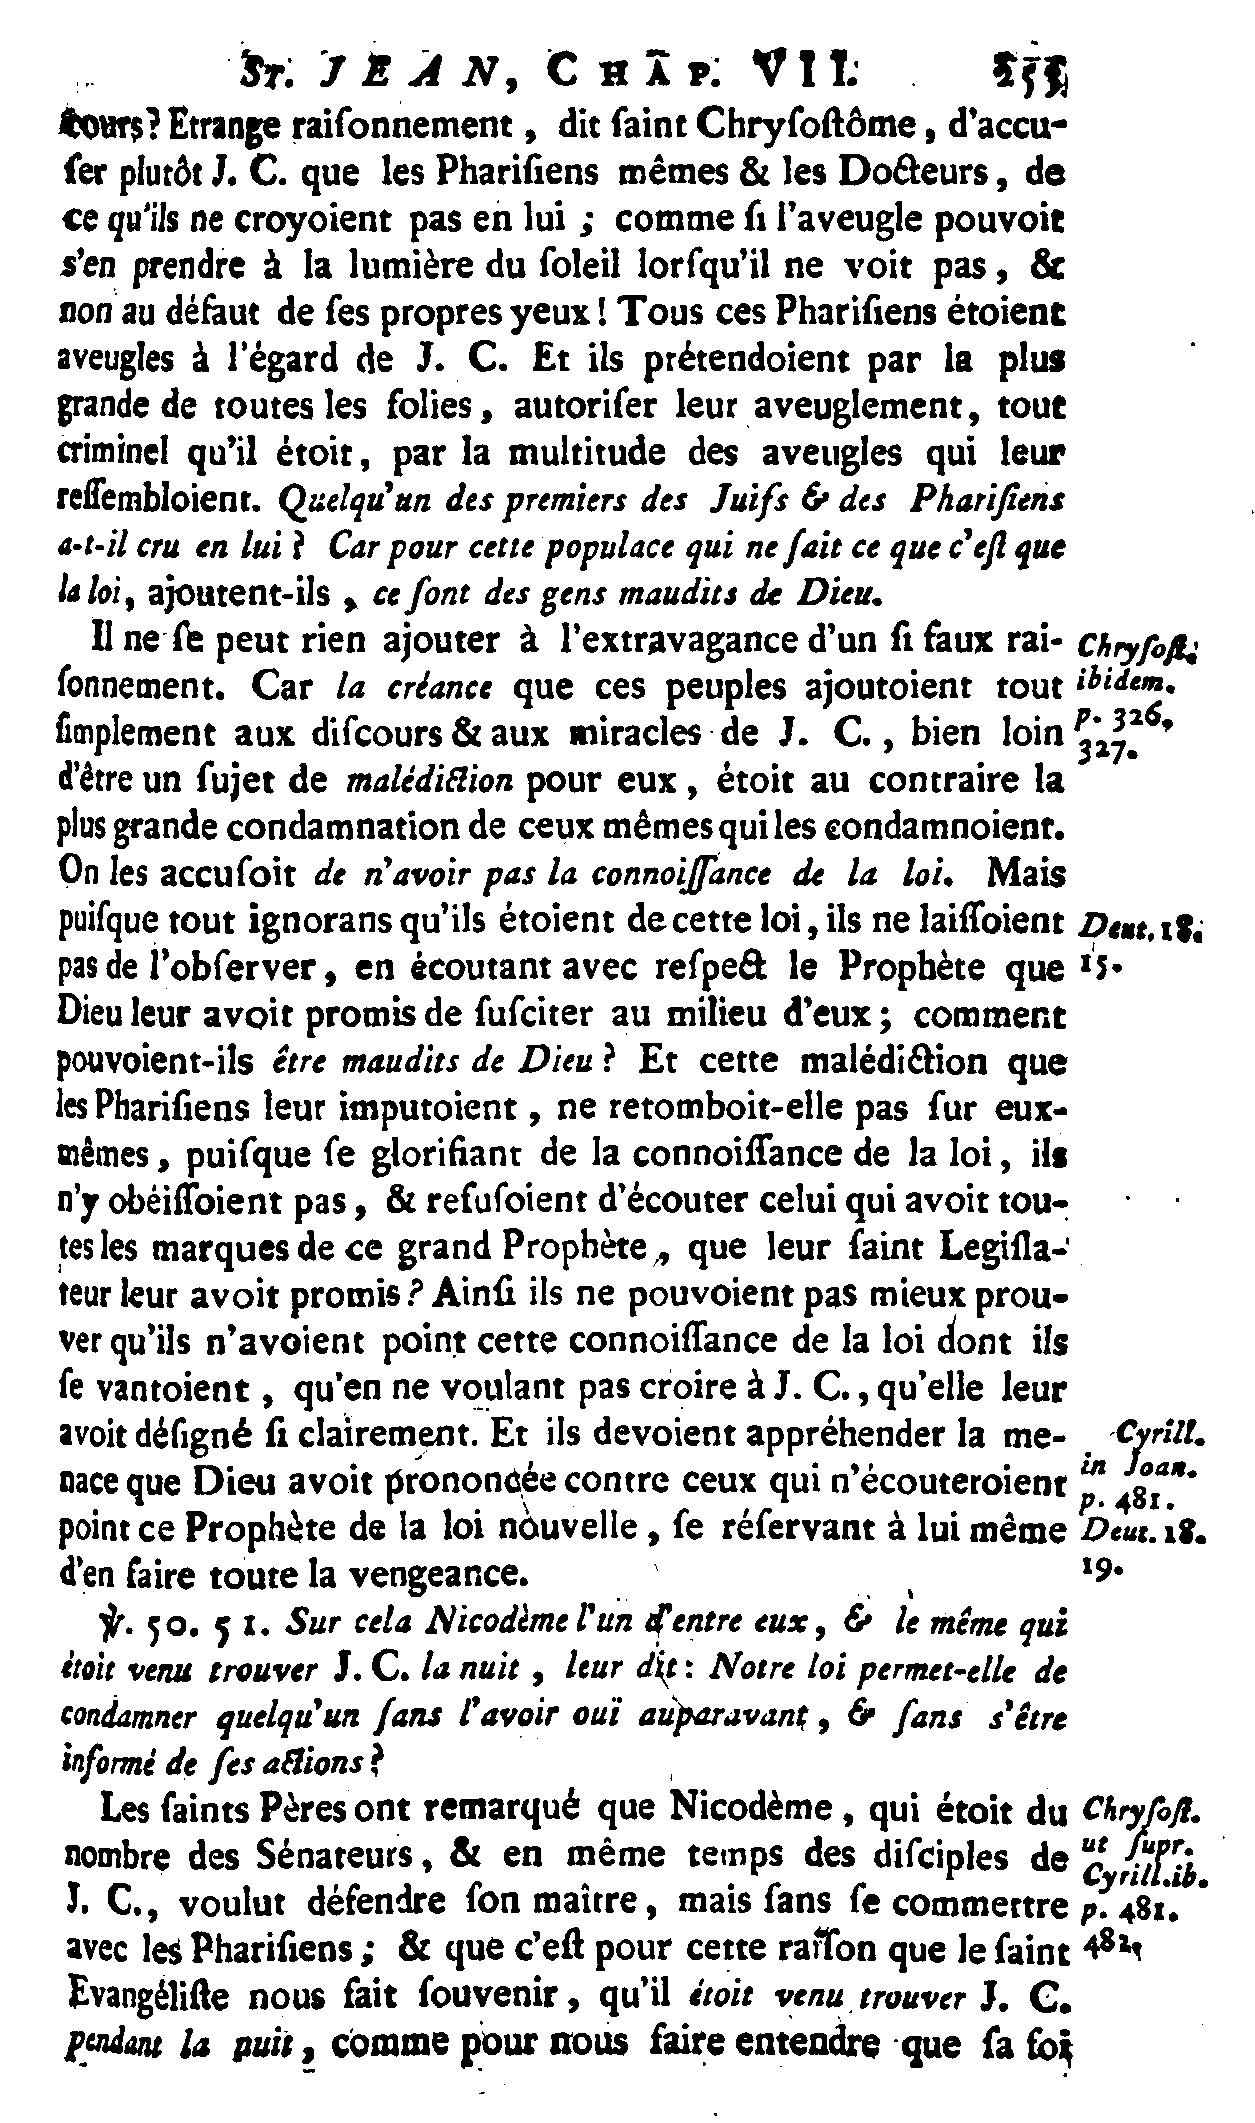 St. JEAN, CHAP. VII. 255
teurs? Etrange raiſonnement, dit ſaint Chryſoſtôme, d'accu-
ſer plutôt J. C. que les Phariſiens mêmes & les Docteurs, de
ce qu'ils ne croyoient pas en lui ; comme ſi l'aveugle pouvoit
s'en prendre à la lumière du ſoleil lorſqu'il ne voit pas, &
non au défaut de ſes propres yeux! Tous ces Phariſiens étoient
aveugles à l'égard de J. C. Et ils prétendoient par la plus
grande de toutes les folies, autoriſer leur aveuglement, tout
criminel qu'il étoit, par la multitude des aveugles qui leur
reſſembloient. Quelqu'un des premiers des Juifs & des Phariſiens
a-t-il cru en lui? Car pour cette populace qui ne ſait ce que c'eſt que
la loi, ajoutent-ils, ce ſont des gens maudits de Dieu.
Il ne ſe peut rien ajouter à l'extravagance d'un ſi faux rai-
ſonnement. Car la créance que ces peuples ajoutoient tout
ſimplement aux diſcours & aux miracles de J. C., bien loin
d'être un ſujet de malédiction pour eux, étoit au contraire la
plus grande condamnation de ceux mêmes qui les condamnoient.
On les accuſoit de n'avoir pas la connoiſſance de la loi. Mais
puiſque tout ignorans qu'ils étoient de cette loi, ils ne laiſſoient
pas de l'obſerver, en écoutant avec reſpect le Prophète que
Dieu leur avoit promis de ſuſciter au milieu d'eux; comment
pouvoient-ils être maudits de Dieu? Et cette malédiction que
les Phariſiens leur imputoient, ne retomboit-elle pas ſur eux-
mêmes, puiſque ſe glorifiant de la connoiſſance de la loi, ils
n'y obéiſſoient pas, & refuſoient d'écouter celui qui avoit tou-
tes les marques de ce grand Prophète, que leur ſaint Legiſla-
teur leur avoit promis? Ainſi ils ne pouvoient pas mieux prou-
ver qu'ils n'avoient point cette connoiſſance de la loi dont ils
ſe vantoient, qu'en ne voulant pas croire à J. C., qu'elle leur
avoit déſigné ſi clairement. Et ils devoient appréhender la me-
nace que Dieu avoit prononcée contre ceux qui n'écouteroient
point ce Prophète de la loi nouvelle, ſe réſervant à lui même
d'en faire toute la vengeance.
℣. 50. 51. Sur cela Nicodème l'un d'entre eux, & le même qui
étoit venu trouver J. C. la nuit, leur dit: Notre loi permet-elle de
condamner quelqu'un ſans l'avoir ouï auparavant, & ſans s'être
informé de ſes actions?
Les ſaints Pères ont remarqué que Nicodème, qui étoit du
nombre des Sénateurs, & en même temps des diſciples de
J. C., voulut défendre ſon maître, mais ſans ſe commettre
avec les Phariſiens; & que c'eſt pour cette raiſon que le ſaint
Evangéliſte nous fait ſouvenir, qu'il étoit venu trouver J. C.
pendant la nuit, comme pour nous faire entendre que ſa foi
Chryſoſt.
ibidem.
p. 326,
327.
Deut. 18.
15.
Cyrill.
in Joan.
p. 481.
Deut. 18.
19.
Chryſoſt.
ut ſupr.
Cyrill. ib.
p. 481.
482,